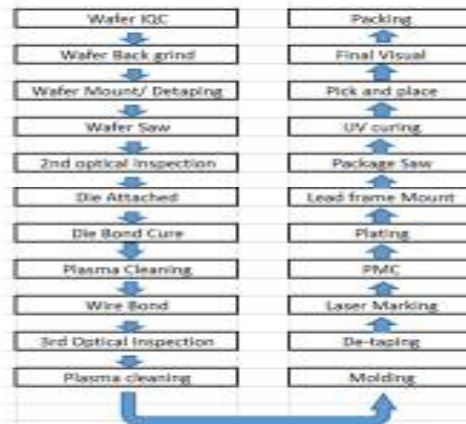 Wafer IQC
Wafer Back grind
Wafer Mount/ Detaping
Wafer Saw
2nd optical inspection
Die Attached
Die Bond Cure
Plasma Cleaning
Wire Bond
3rd Optical Inspection
Plasma cleaning
Molding
De-taping
Laser Marking
PMC
Plating
Lead frame Mount
Package Saw
UV curing
Pick and place
Final Visual
Packing